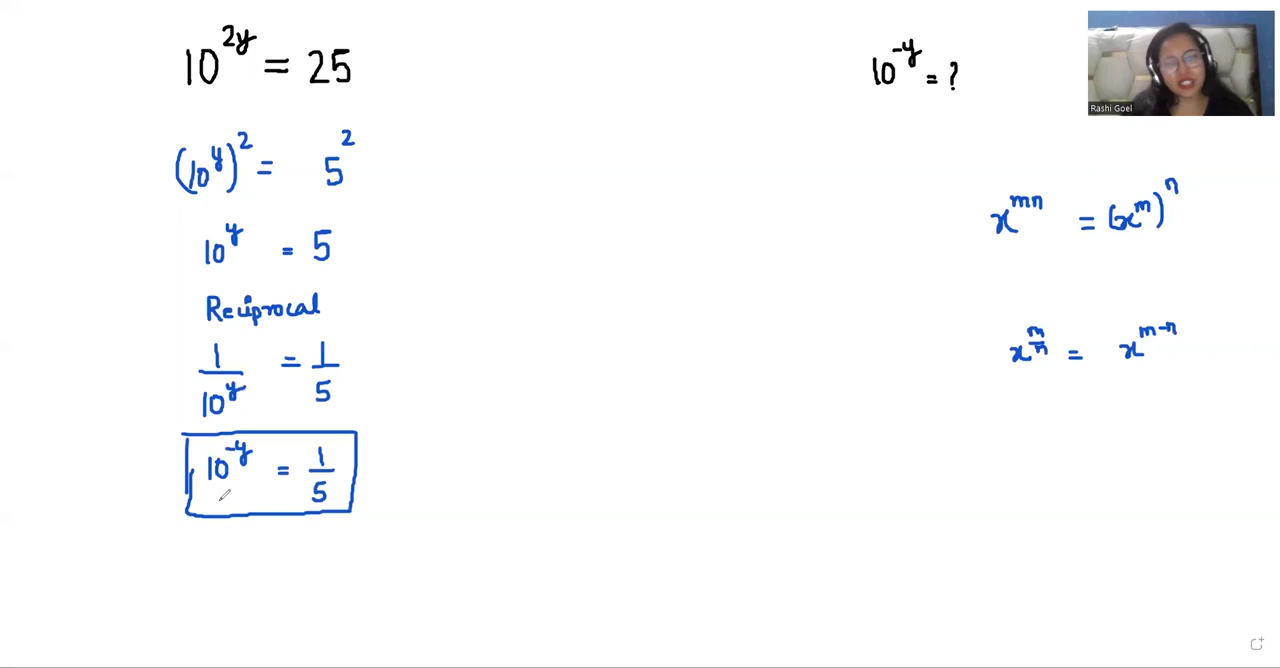 10^{2y} = 25
10^{-y} = ?
Rashi Goel
(10^y)^2 = 5^2
x^{mn} = (x^m)^n
10^y = 5
Reciprocal
1/10^y = 1/5
x^{m/n} = x^{m-n}
10^{-y} = 1/5